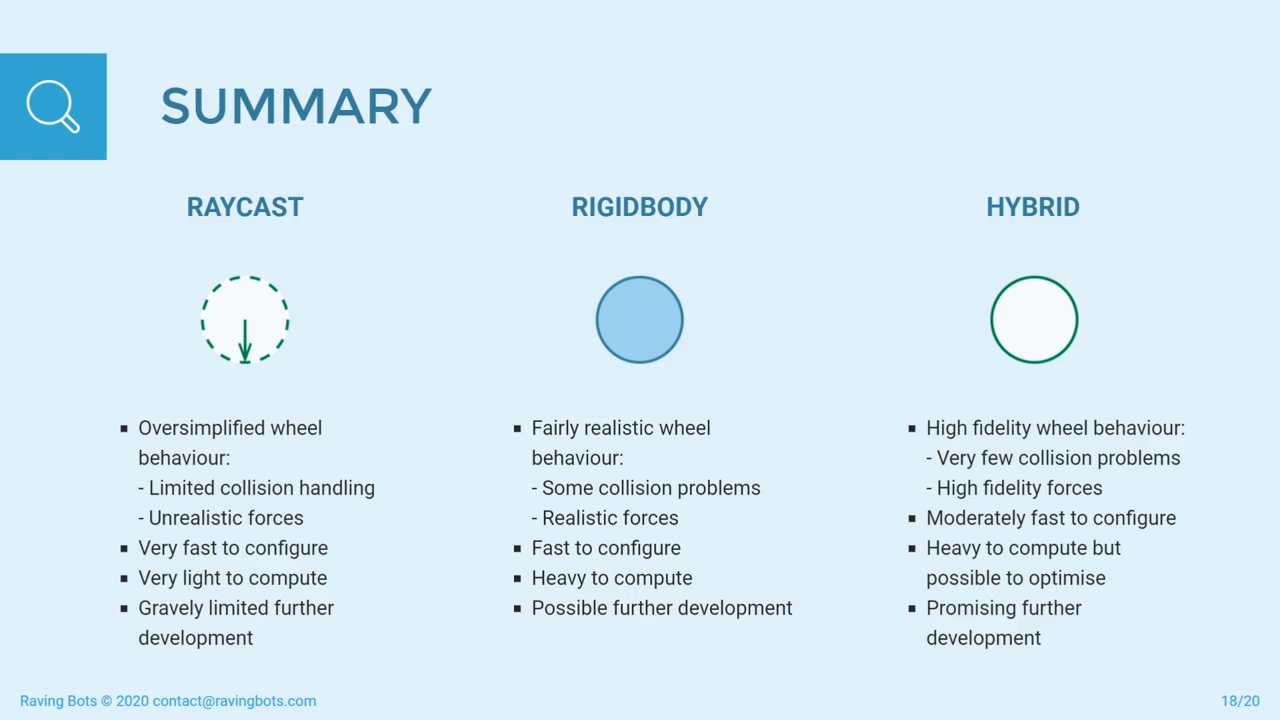 SUMMARY
RAYCAST
▪ Oversimplified wheel
behaviour:
- Limited collision handling
- Unrealistic forces
▪ Very fast to configure
▪ Very light to compute
▪ Gravely limited further
development
RIGIDBODY
▪ Fairly realistic wheel
behaviour:
- Some collision problems
- Realistic forces
▪ Fast to configure
▪ Heavy to compute
▪ Possible further development
HYBRID
▪ High fidelity wheel behaviour:
- Very few collision problems
- High fidelity forces
▪ Moderately fast to configure
▪ Heavy to compute but
possible to optimise
▪ Promising further
development
Raving Bots © 2020 contact@ravingbots.com
18/20